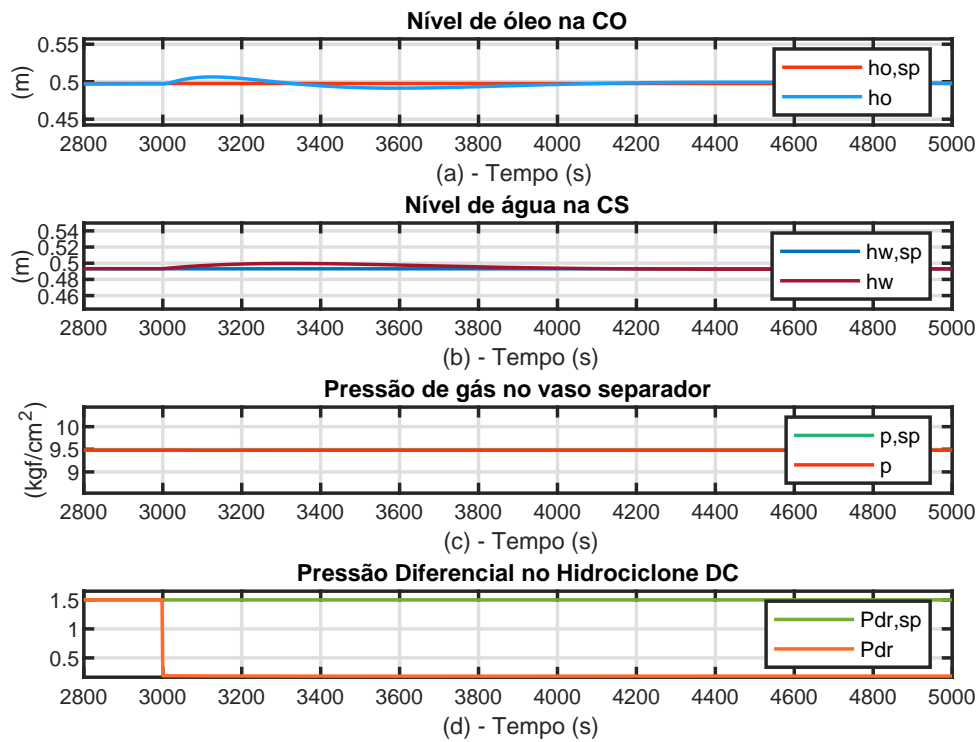 Nível de óleo na CO
0.55
0.5
0.45
(m)
ho,sp
ho
2800 3000 3200 3400 3600 3800 4000 4200 4400 4600 4800 5000
(a) - Tempo (s)
Nível de água na CS
0.54
0.52
0.5
0.48
0.46
(m)
hw,sp
hw
2800 3000 3200 3400 3600 3800 4000 4200 4400 4600 4800 5000
(b) - Tempo (s)
Pressão de gás no vaso separador
10
9.5
9
(kgf/cm²)
p,sp
p
2800 3000 3200 3400 3600 3800 4000 4200 4400 4600 4800 5000
(c) - Tempo (s)
Pressão Diferencial no Hidrociclone DC
1.5
1
0.5
Pdr,sp
Pdr
2800 3000 3200 3400 3600 3800 4000 4200 4400 4600 4800 5000
(d) - Tempo (s)